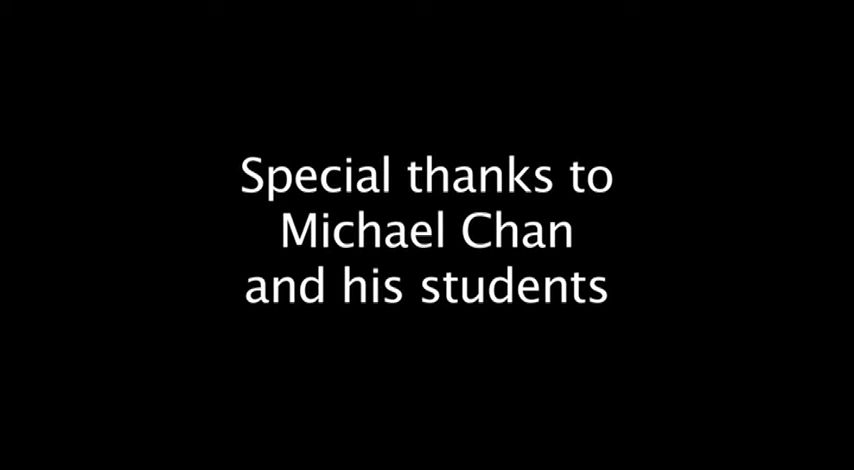 Special thanks to
Michael Chan
and his students